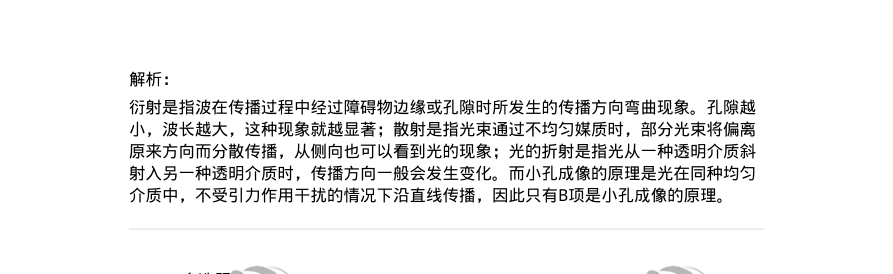 解析：
衍射是指波在传播过程中经过障碍物边缘或孔隙时所发生的传播方向弯曲现象。孔隙越
小，波长越大，这种现象就越显著；散射是指光束通过不均匀媒质时，部分光束将偏离
原来方向而分散传播，从侧向也可以看到光的现象；光的折射是指光从一种透明介质斜
射入另一种透明介质时，传播方向一般会发生变化。而小孔成像的原理是光在同种均匀
介质中，不受引力作用干扰的情况下沿直线传播，因此只有B项是小孔成像的原理。